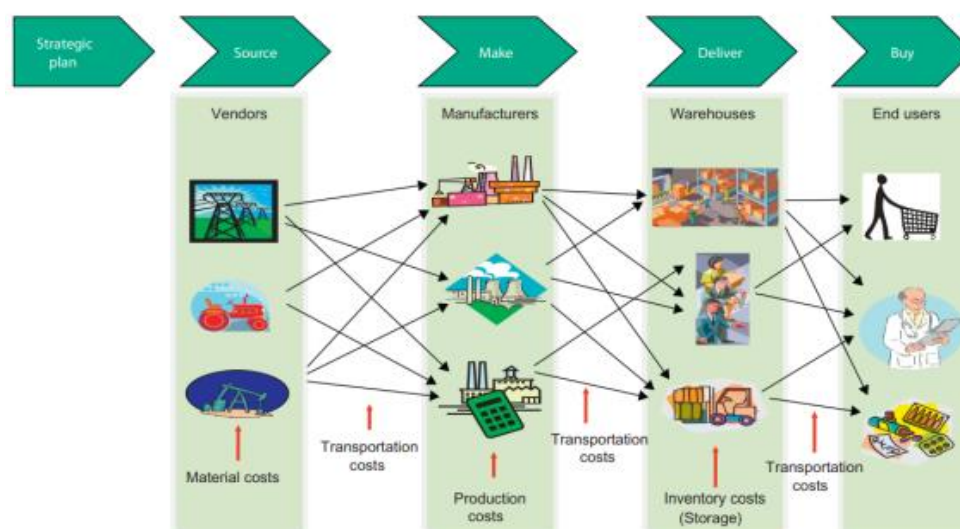 Strategic
plan
Source
Make
Deliver
Buy
Vendors
Manufacturers
Warehouses
End users
Material costs
Transportation
costs
Production
costs
Transportation
costs
Inventory costs
(Storage)
Transportation
costs